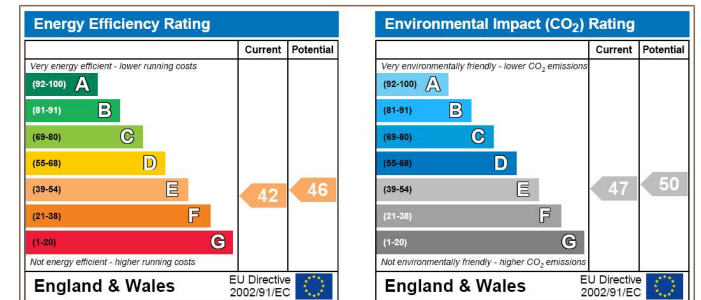 Energy Efficiency Rating
Current Potential
Very energy efficient - lower running costs
(92-100) A
(81-91) B
(69-80) C
(55-68) D
(39-54) E
42 46
(21-38) F
(1-20) G
Not energy efficient - higher running costs
England & Wales
EU Directive
2002/91/EC
Environmental Impact (CO₂) Rating
Current Potential
Very environmentally friendly - lower CO₂ emissions
(92-100) A
(81-91) B
(69-80) C
(55-68) D
(39-54) E
47 50
(21-38) F
(1-20) G
Not environmentally friendly - higher CO₂ emissions
England & Wales
EU Directive
2002/91/EC